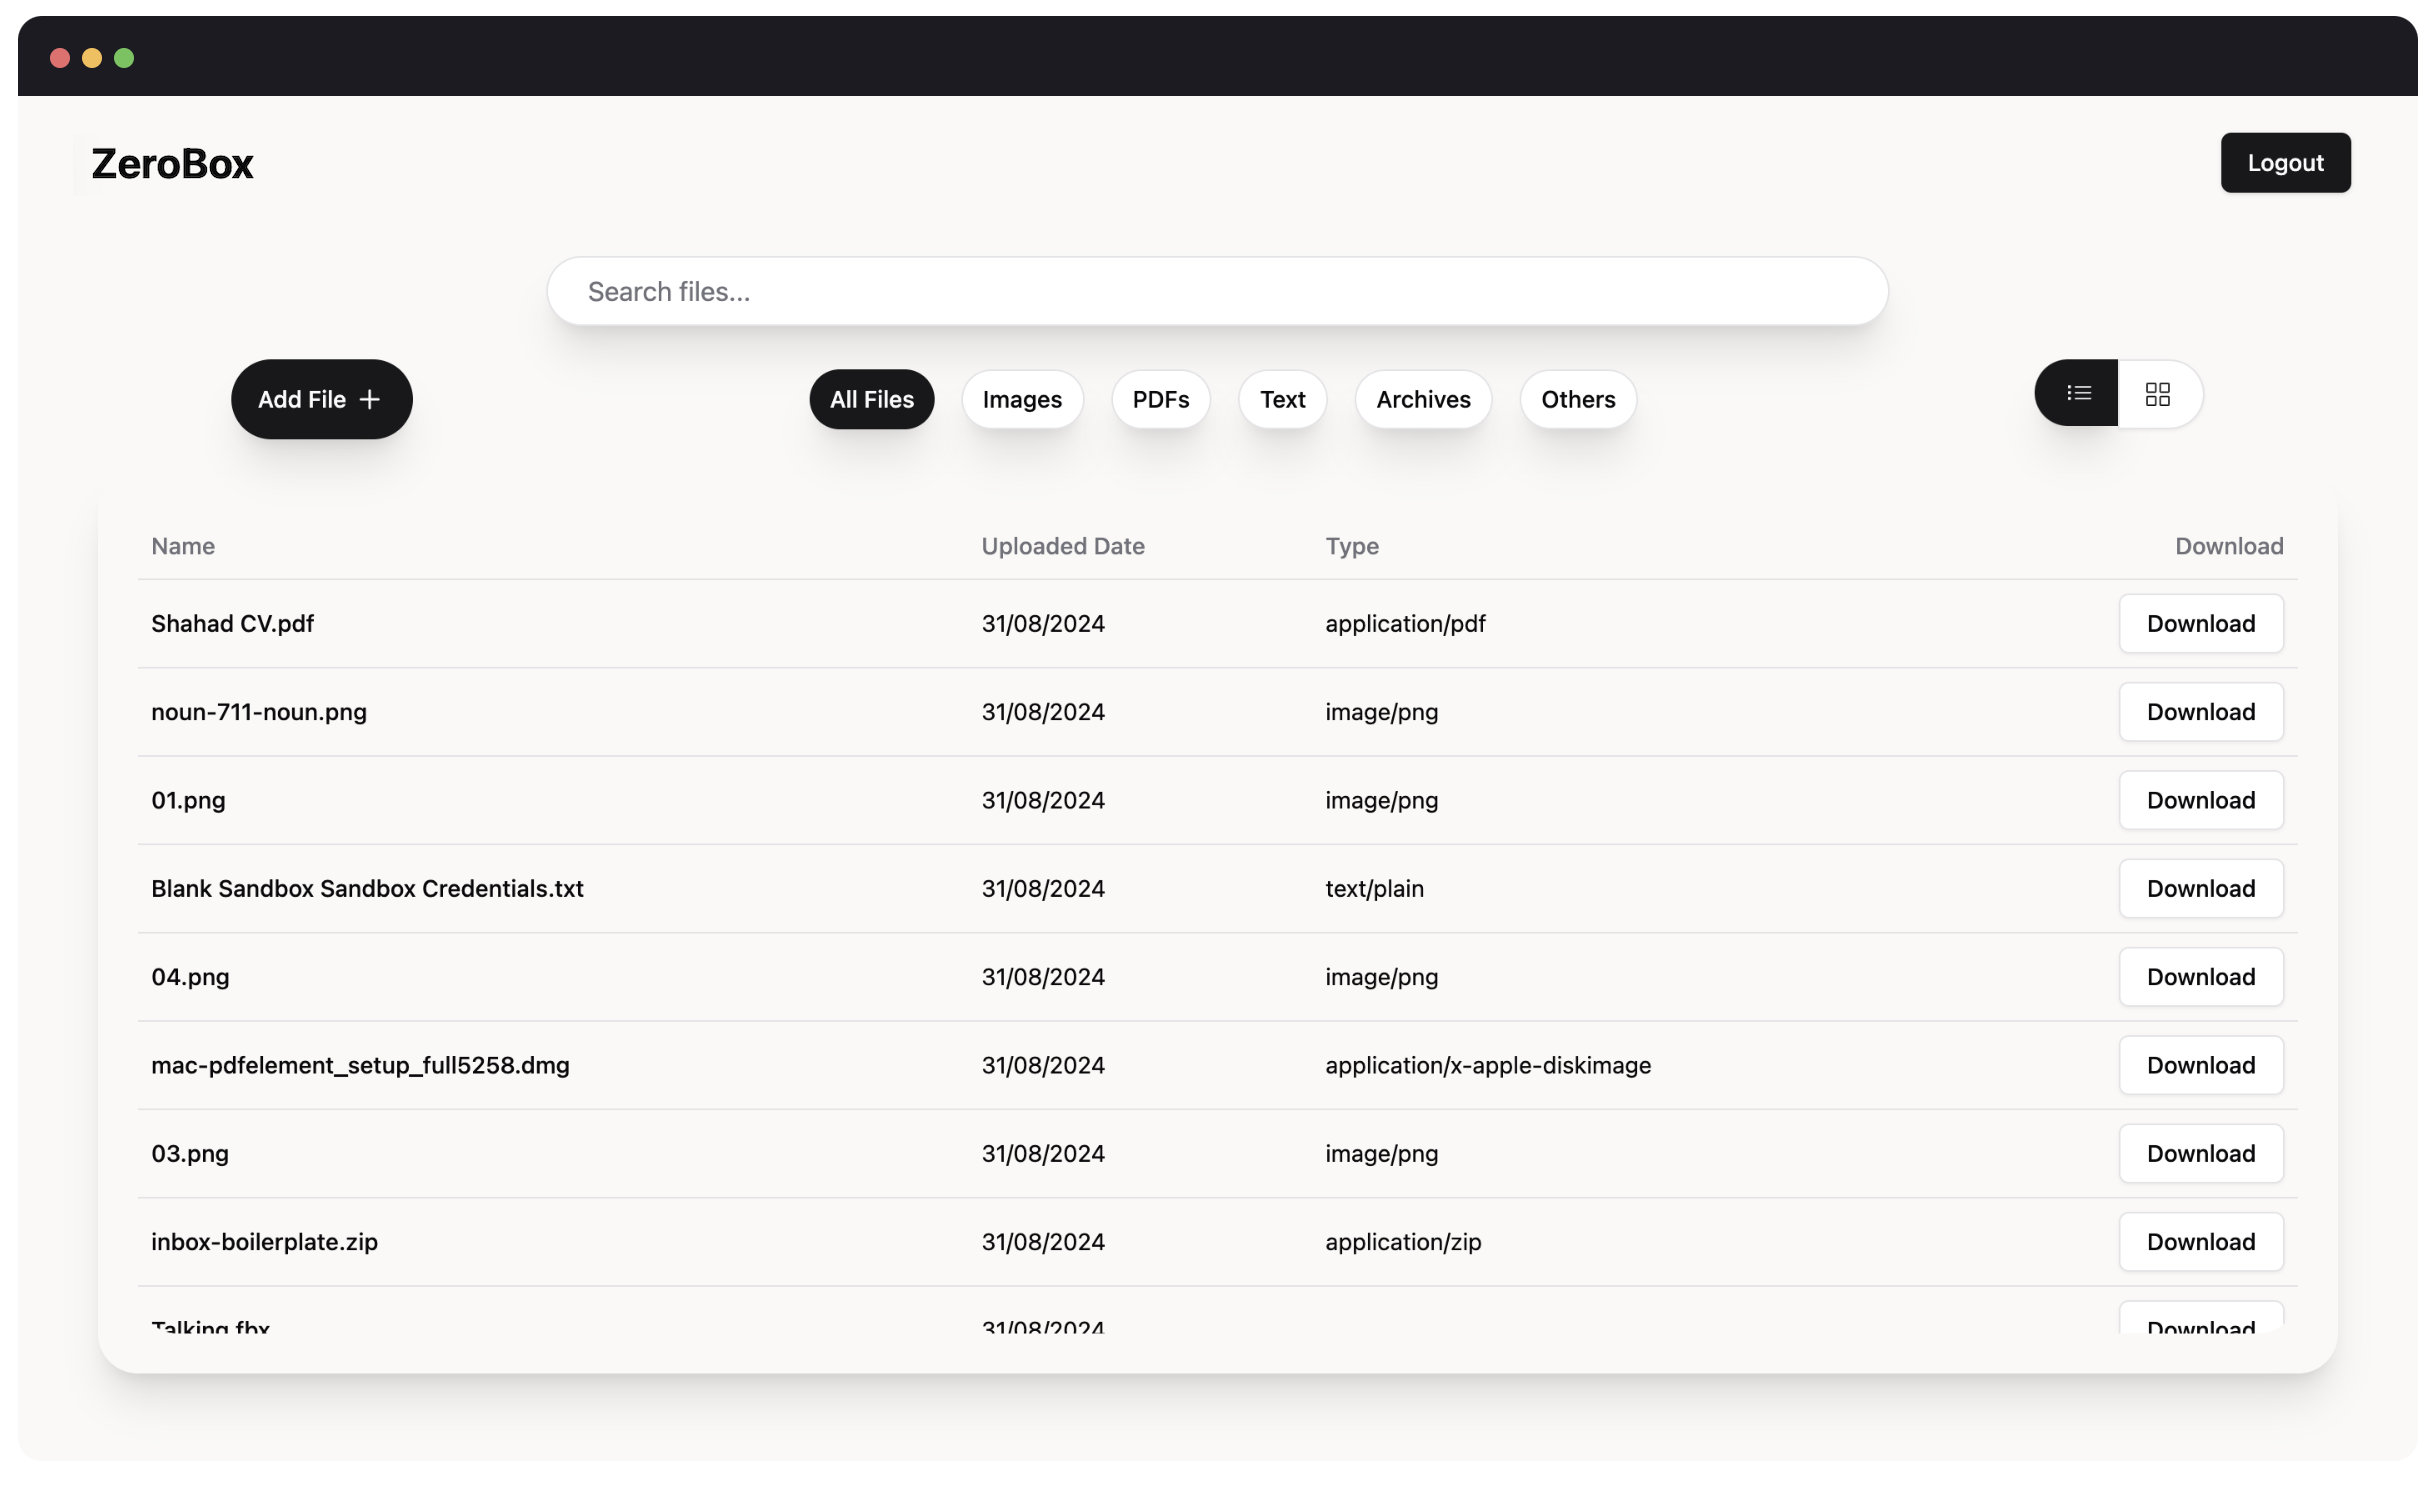 ZeroBox
Logout
Search files...
Add File +
All Files Images PDFs Text Archives Others
Name Uploaded Date Type Download
Shahad CV.pdf 31/08/2024 application/pdf Download
noun-711-noun.png 31/08/2024 image/png Download
01.png 31/08/2024 image/png Download
Blank Sandbox Sandbox Credentials.txt 31/08/2024 text/plain Download
04.png 31/08/2024 image/png Download
mac-pdfelement_setup_full5258.dmg 31/08/2024 application/x-apple-diskimage Download
03.png 31/08/2024 image/png Download
inbox-boilerplate.zip 31/08/2024 application/zip Download
Talking.fbx 31/08/2024 Download